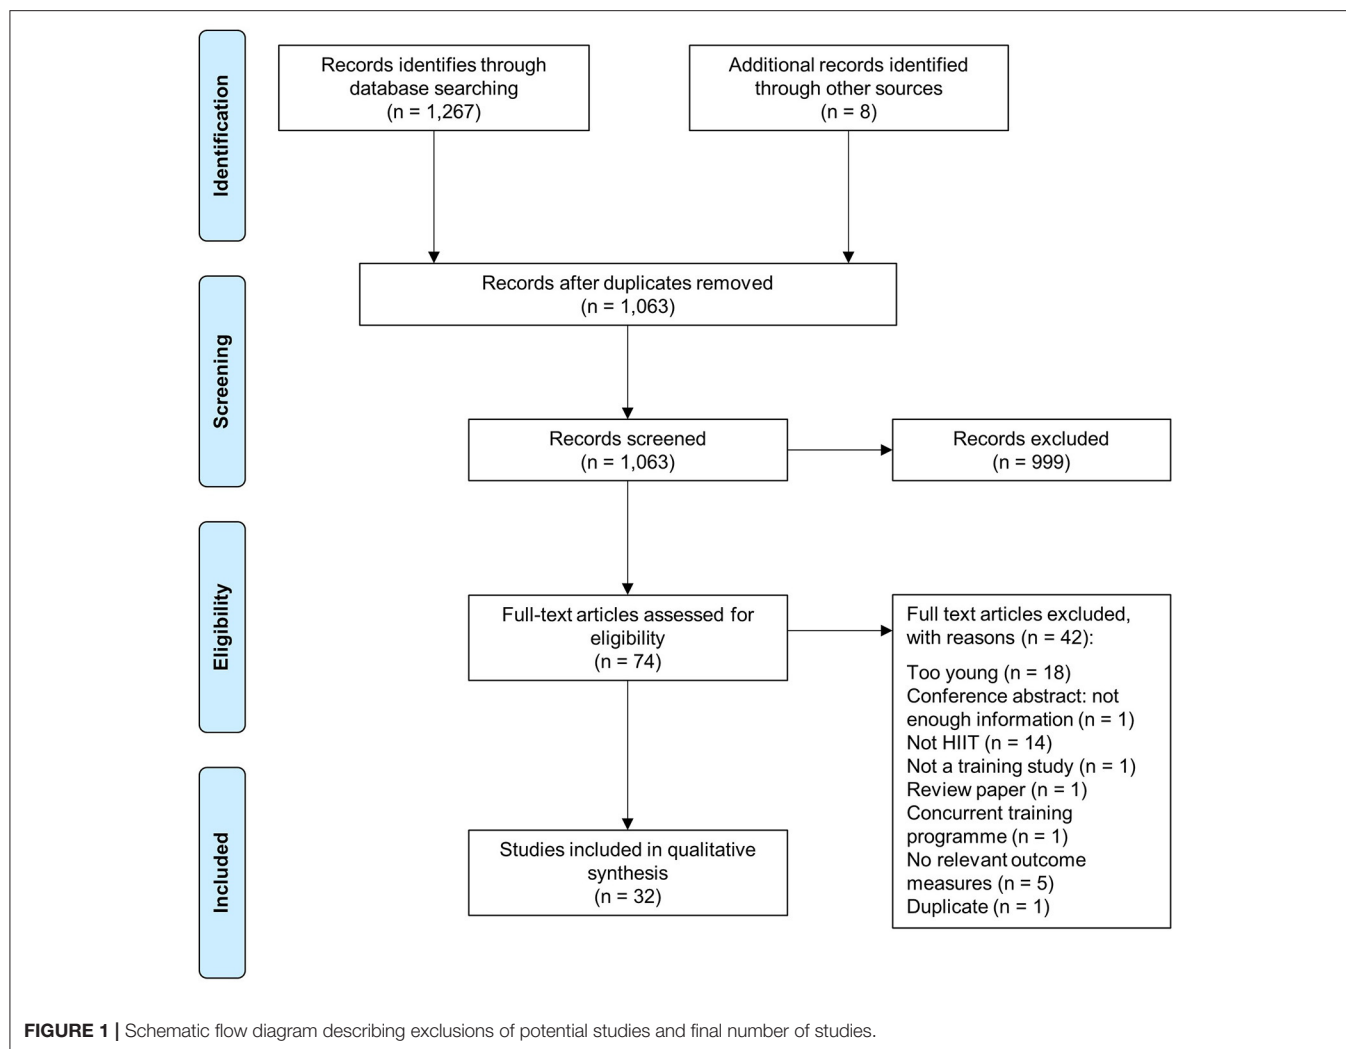 Identification
Records identifies through
database searching
(n = 1,267)
Additional records identified
through other sources
(n = 8)
Screening
Records after duplicates removed
(n = 1,063)
Records screened
(n = 1,063)
Records excluded
(n = 999)
Eligibility
Full-text articles assessed for
eligibility
(n = 74)
Full text articles excluded,
with reasons (n = 42):
Too young (n = 18)
Conference abstract: not
enough information (n = 1)
Not HIIT (n = 14)
Not a training study (n = 1)
Review paper (n = 1)
Concurrent training
programme (n = 1)
No relevant outcome
measures (n = 5)
Duplicate (n = 1)
Included
Studies included in qualitative
synthesis
(n = 32)
FIGURE 1 | Schematic flow diagram describing exclusions of potential studies and final number of studies.